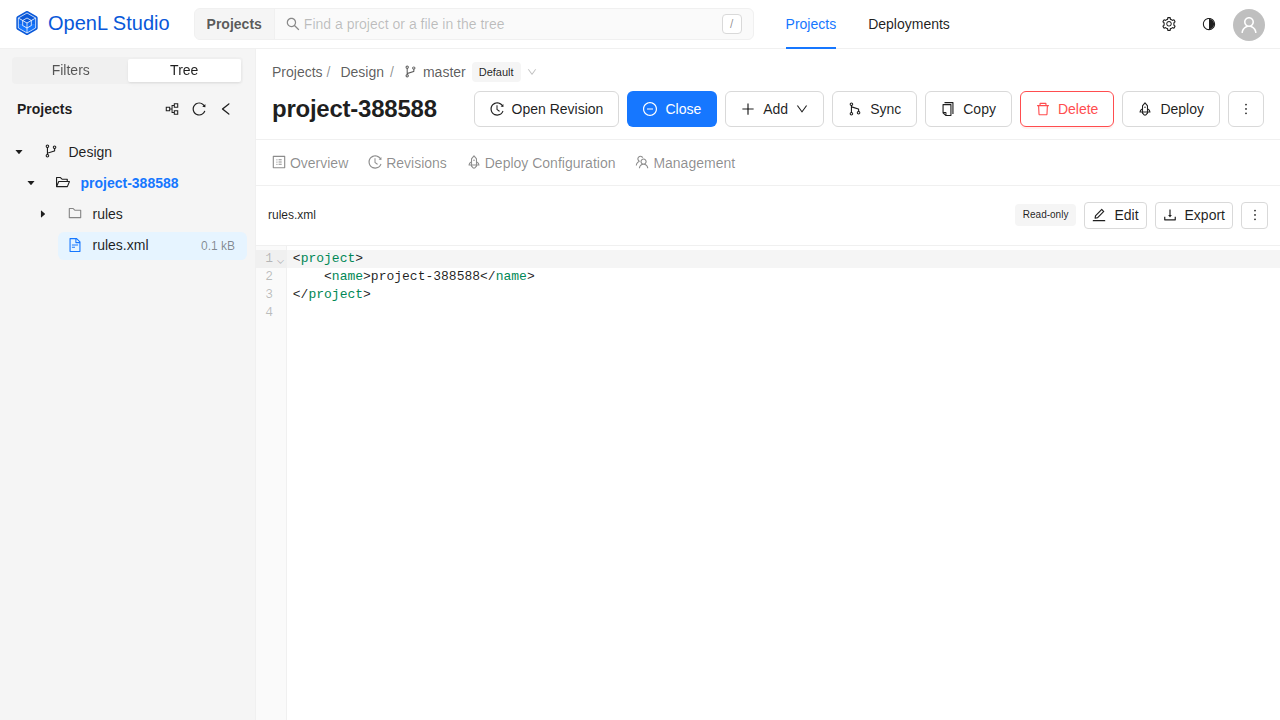 OpenL Studio
Projects
Find a project or a file in the tree
/
Projects
Deployments
Filters
Tree
Projects
Design
project-388588
rules
rules.xml
0.1 kB
Projects / Design / master Default
project-388588
Open Revision
Close
Add
Sync
Copy
Delete
Deploy
Overview
Revisions
Deploy Configuration
Management
rules.xml
Read-only
Edit
Export
1 <project>
2     <name>project-388588</name>
3 </project>
4